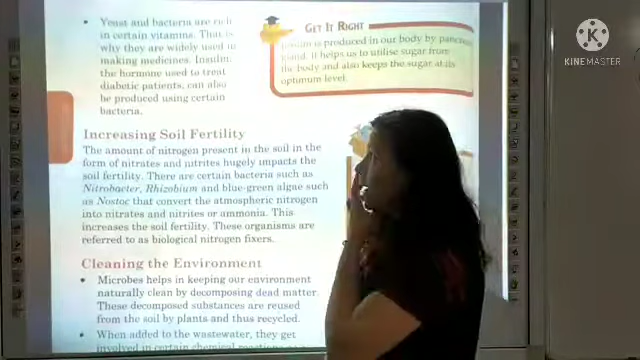 • Yeast and bacteria are rich
in certain vitamins. That is
why they are widely used in
making medicines. Insulin,
the hormone used to treat
diabetic patients, can also
be produced using certain
bacteria.
GET IT RIGHT
Insulin is produced in our body by pancreas
gland. It helps us to utilise sugar from
the body and also keeps the sugar at its
optimum level.
Increasing Soil Fertility
The amount of nitrogen present in the soil in the
form of nitrates and nitrites hugely impacts the
soil fertility. There are certain bacteria such as
Nitrobacter, Rhizobium and blue-green algae such
as Nostoc that convert the atmospheric nitrogen
into nitrates and nitrites or ammonia. This
increases the soil fertility. These organisms are
referred to as biological nitrogen fixers.
Cleaning the Environment
• Microbes helps in keeping our environment
naturally clean by decomposing dead matter.
These decomposed substances are reused
from the soil by plants and thus recycled.
• When added to the wastewater, they get
involved in certain chemical reactions
KINEMASTER